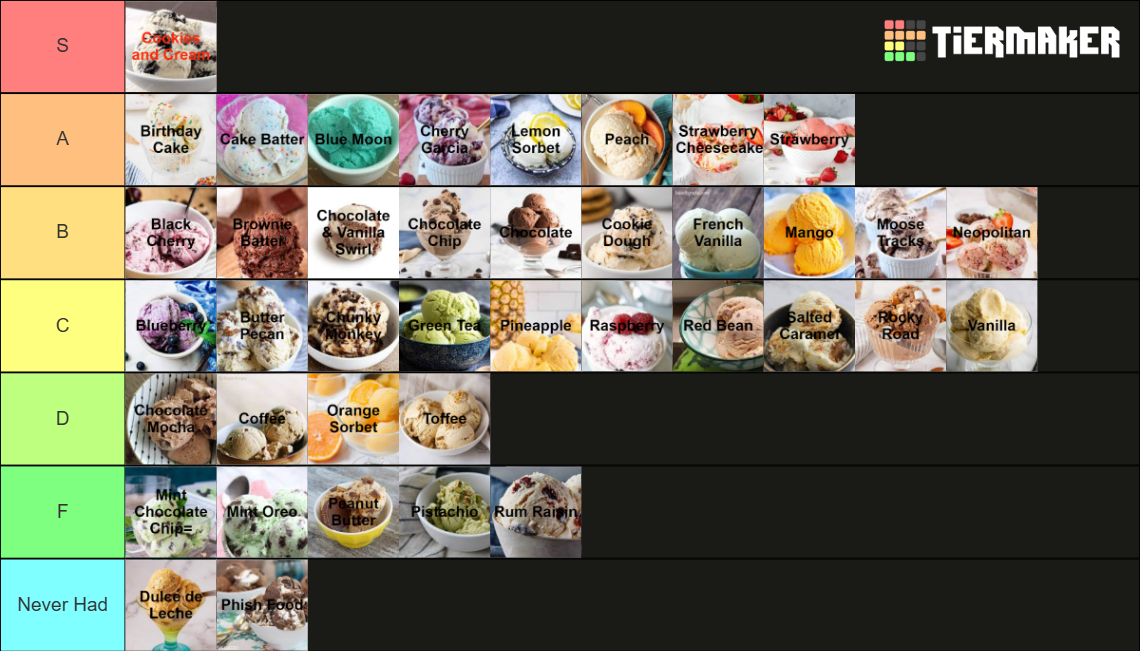 S
Cookies
and Cream
TiERMAKER
A
Birthday
Cake
Cake Batter
Blue Moon
Cherry
Garcia
Lemon
Sorbet
Peach
Strawberry
Cheesecake
Strawberry
B
Black
Cherry
Brownie
Batter
Chocolate
& Vanilla
Swirl
Chocolate
Chip
Chocolate
Cookie
Dough
French
Vanilla
Mango
Moose
Tracks
Neopolitan
C
Blueberry
Butter
Pecan
Chunky
Monkey
Green Tea
Pineapple
Raspberry
Red Bean
Salted
Caramel
Rocky
Road
Vanilla
D
Chocolate
Mocha
Coffee
Orange
Sorbet
Toffee
F
Mint
Chocolate
Chip=
Mint Oreo
Peanut
Butter
Pistachio
Rum Raisin
Never Had
Dulce de
Leche
Phish Food